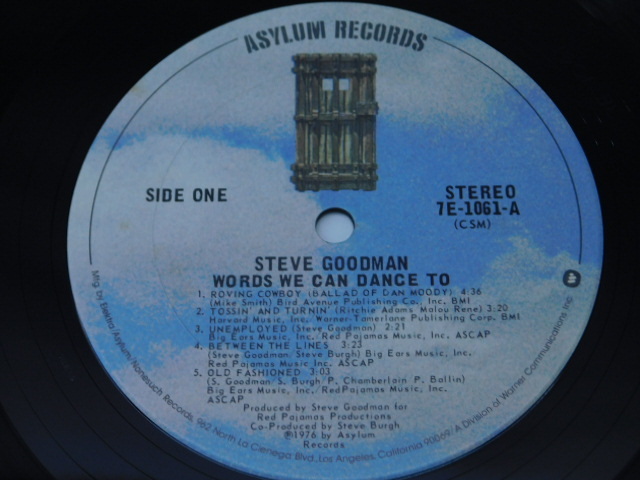 ASYLUM RECORDS
SIDE ONE
STEREO
7E-1061-A
(CSM)
STEVE GOODMAN
WORDS WE CAN DANCE TO
1. ROVING COWBOY (BALLAD OF DAN MOODY) 4:36
(Mike Smith) Bird Avenue Publishing Co., Inc. BMI
2. TOSSIN' AND TURNIN' (Ritchie Adams Malou Rene) 3:20
Harvard Music, Inc. Warner-Tamerlane Publishing Corp. BMI
3. UNEMPLOYED (Steve Goodman) 2:21
Big Ears Music, Inc. Red Pajamas Music, Inc. ASCAP
4. BETWEEN THE LINES 3:23
(Steve Goodman Steve Burgh) Big Ears Music, Inc.
Red Pajamas Music Inc. ASCAP
5. OLD FASHIONED 3:03
(S. Goodman S. Burgh P. Chamberlain P. Ballin)
Big Ears Music, Inc. Red Pajamas Music, Inc.
ASCAP
Produced by Steve Goodman for
Red Pajamas Productions
Co-Produced by Steve Burgh
℗1976 by Asylum
Records
Mfg. by Elektra/Asylum/Nonesuch Records, 962 North La Cienega Blvd., Los Angeles, California 90069/A Division of Warner Communications Inc.